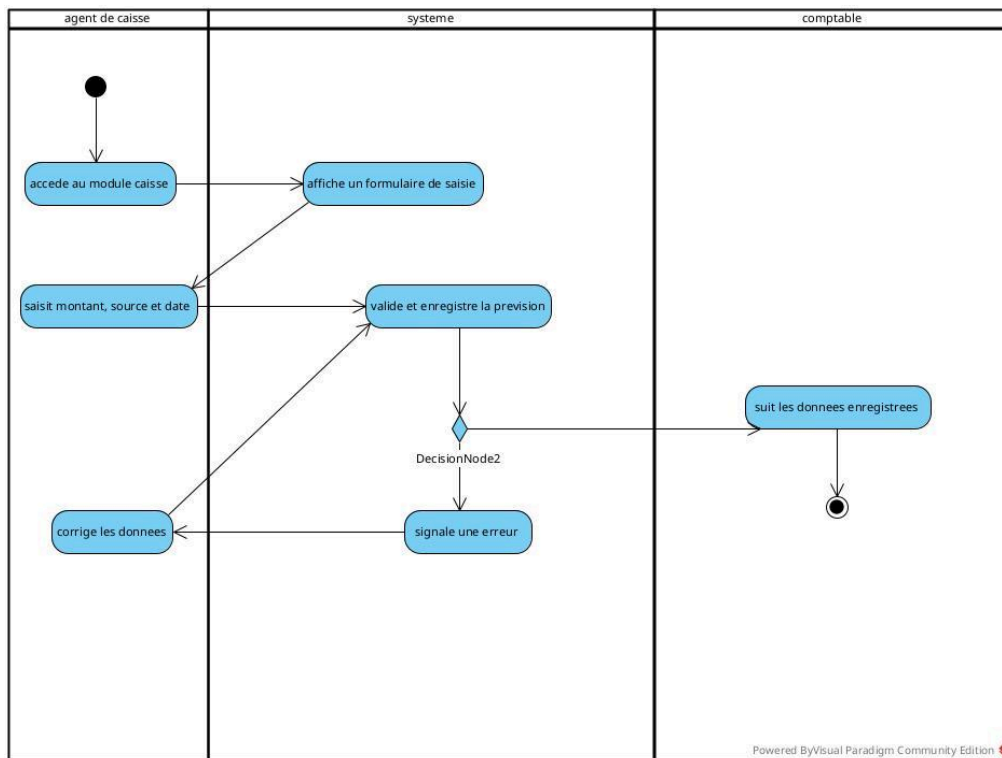 agent de caisse
systeme
comptable
accede au module caisse
affiche un formulaire de saisie
saisit montant, source et date
valide et enregistre la prevision
suit les donnees enregistrees
DecisionNode2
corrige les donnees
signale une erreur
Powered ByVisual Paradigm Community Edition